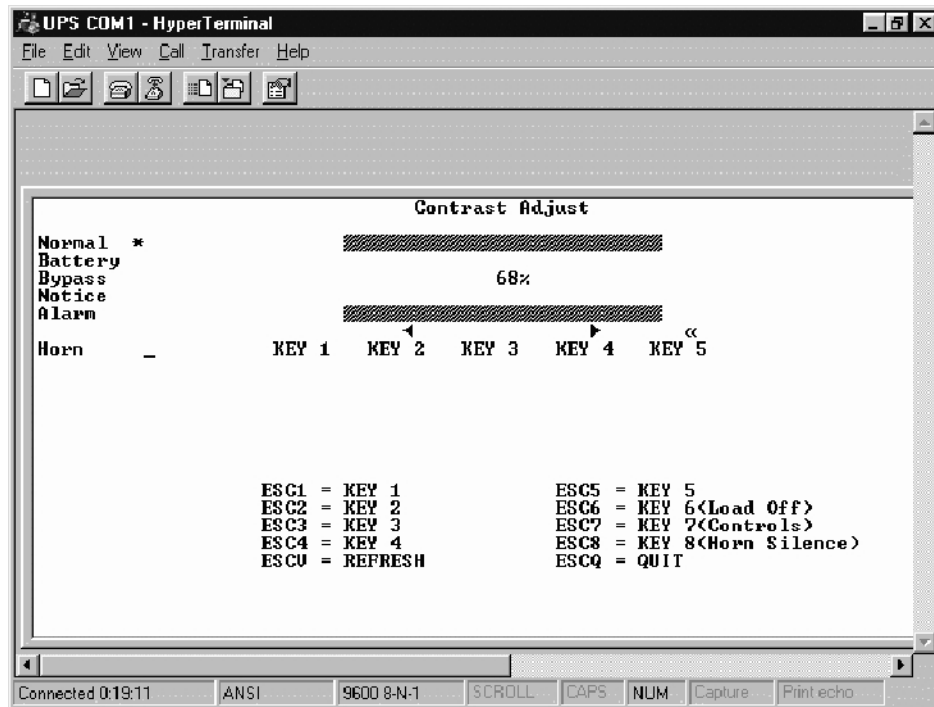 UPS COM1 - HyperTerminal
File Edit View Call Transfer Help
Contrast Adjust
Normal *
Battery
Bypass 68%
Notice
Alarm
«
Horn _ KEY 1 KEY 2 KEY 3 KEY 4 KEY 5
ESC1 = KEY 1 ESC5 = KEY 5
ESC2 = KEY 2 ESC6 = KEY 6(Load Off)
ESC3 = KEY 3 ESC7 = KEY 7(Controls)
ESC4 = KEY 4 ESC8 = KEY 8(Horn Silence)
ESCV = REFRESH ESCQ = QUIT
Connected 0:19:11 ANSI 9600 8-N-1 SCROLL CAPS NUM Capture Print echo